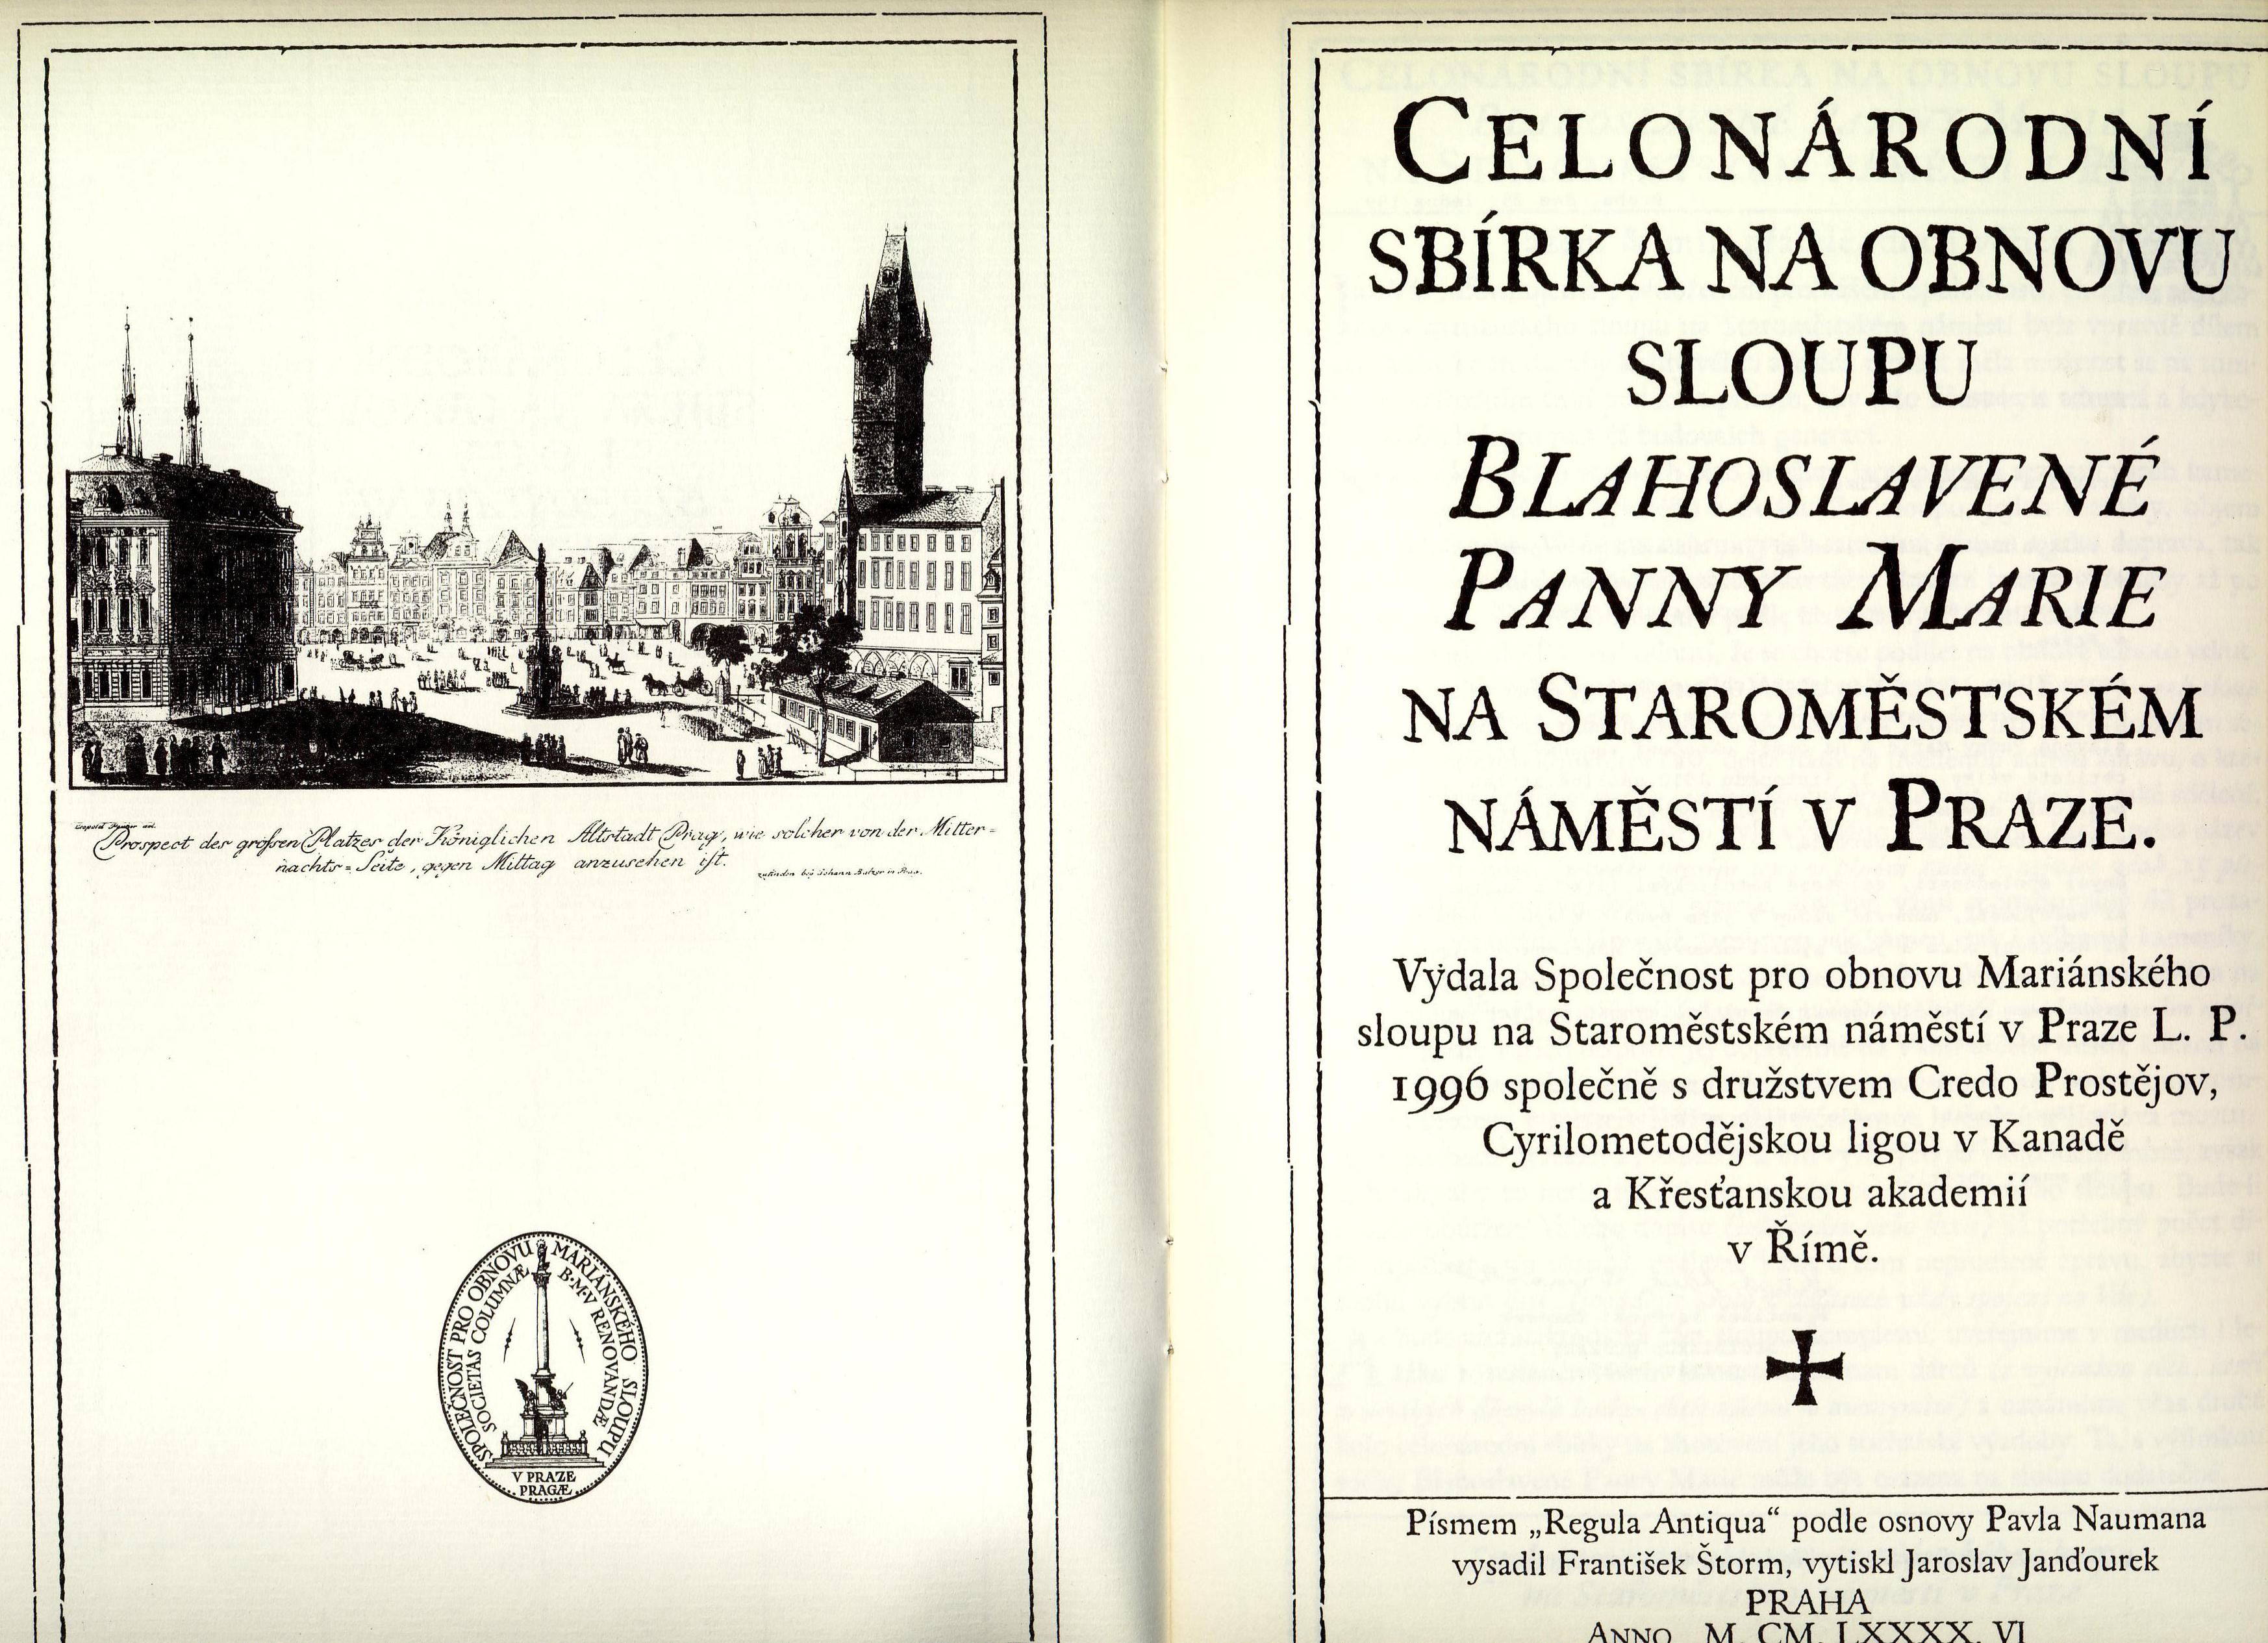 Prospect des großen Platzes der Königlichen Altstadt Prag, wie solcher von der Mitter=
nachts=Seite, gegen Mittag anzusehen ist.
SPOLEČNOST PRO OBNOVU MARIÁNSKÉHO SLOUPU
SOCIETAS COLUMNÆ B·M·V RENOVANDÆ
V PRAZE
PRAGÆ
CELONÁRODNÍ
SBÍRKA NA OBNOVU
SLOUPU
BLAHOSLAVENÉ
PANNY MARIE
NA STAROMĚSTSKÉM
NÁMĚSTÍ V PRAZE.
Vydala Společnost pro obnovu Mariánského
sloupu na Staroměstském náměstí v Praze L. P.
1996 společně s družstvem Credo Prostějov,
Cyrilometodějskou ligou v Kanadě
a Křesťanskou akademií
v Římě.
Písmem „Regula Antiqua“ podle osnovy Pavla Naumana
vysadil František Štorm, vytiskl Jaroslav Janďourek
PRAHA
ANNO M. CM. LXXXX. VI